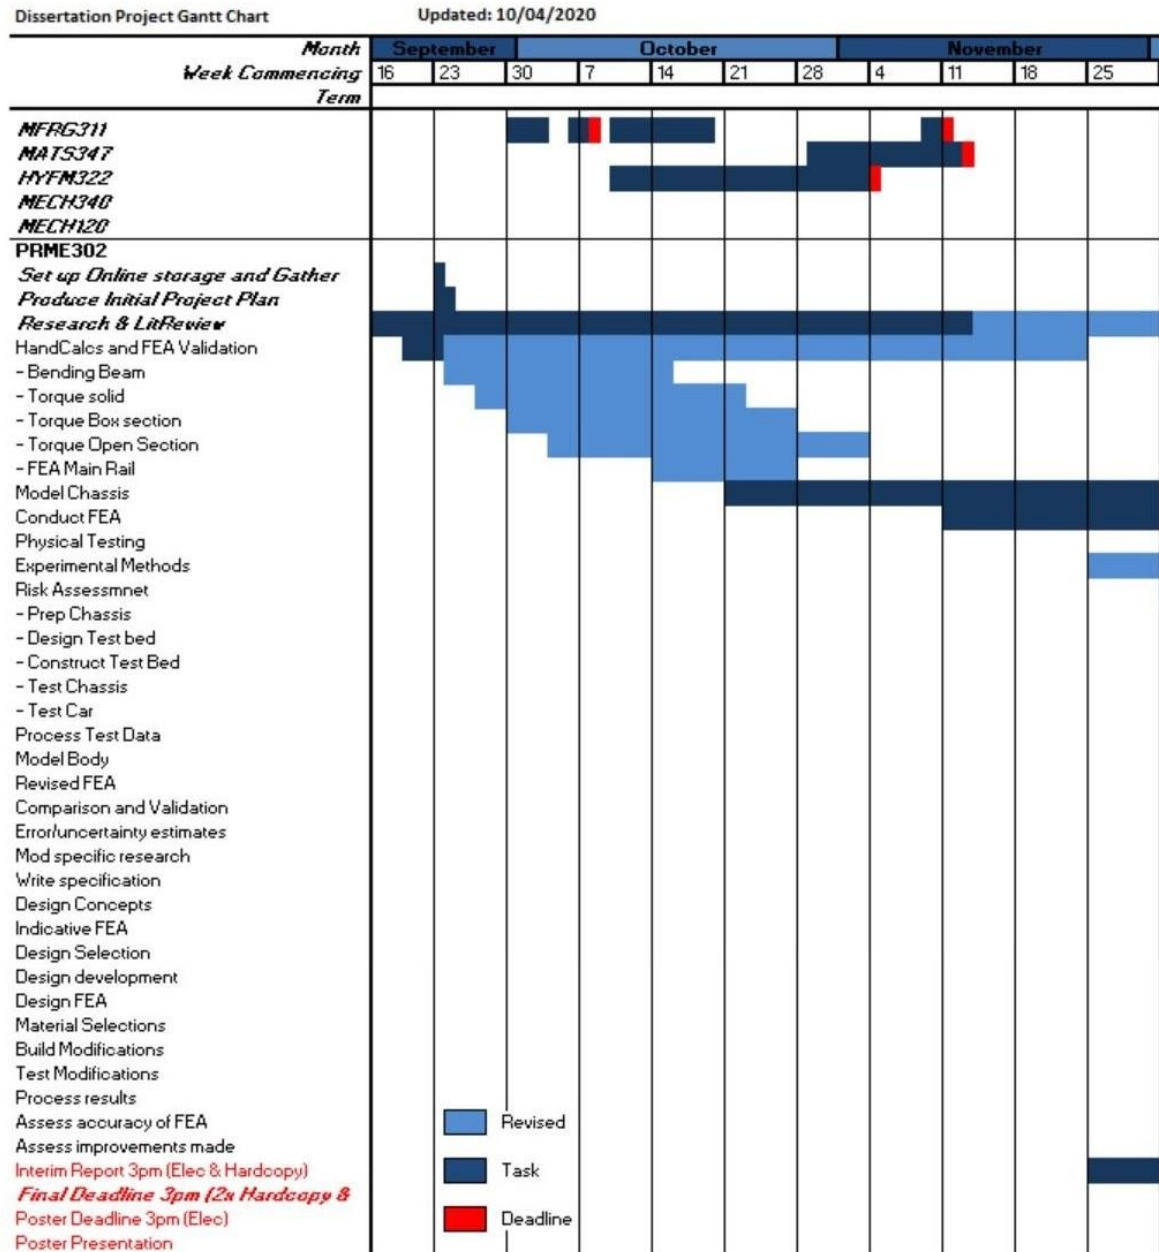 Dissertation Project Gantt Chart Updated: 10/04/2020
Month September October November
Week Commencing 16 23 30 7 14 21 28 4 11 18 25
Term
MFRG311
MATS347
HYFM322
MECH340
MECH120
PRME302
Set up Online storage and Gather
Produce Initial Project Plan
Research & LitReview
HandCalcs and FEA Validation
- Bending Beam
- Torque solid
- Torque Box section
- Torque Open Section
- FEA Main Rail
Model Chassis
Conduct FEA
Physical Testing
Experimental Methods
Risk Assessmnet
- Prep Chassis
- Design Test bed
- Construct Test Bed
- Test Chassis
- Test Car
Process Test Data
Model Body
Revised FEA
Comparison and Validation
Error/uncertainty estimates
Mod specific research
Write specification
Design Concepts
Indicative FEA
Design Selection
Design development
Design FEA
Material Selections
Build Modifications
Test Modifications
Process results
Assess accuracy of FEA Revised
Assess improvements made
Interim Report 3pm (Elec & Hardcopy) Task
Final Deadline 3pm (2x Hardcopy &
Poster Deadline 3pm (Elec) Deadline
Poster Presentation